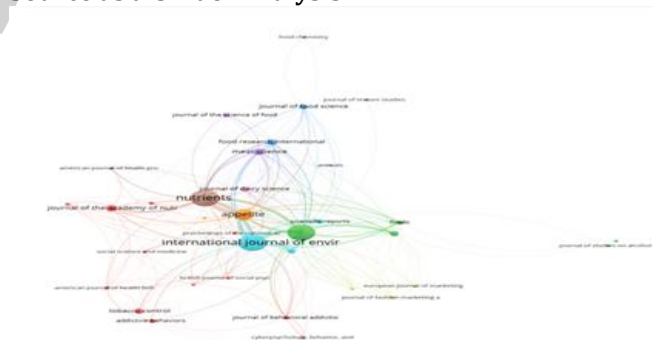 food chemistry
journal of food science
journal of the science of food
food research international
meat science
animals
american journal of health pro
journal of dairy science
nutrients
journal of the academy of nutr
appetite
scientific reports
foods
international journal of envir
social science and medicine
british journal of social psyc
american journal of health beh
european journal of marketing
journal of fashion marketing a
tobacco control
addictive behaviors
journal of behavioral addictio
cyberpsychology, behavior, and
journal of studies on alcohol